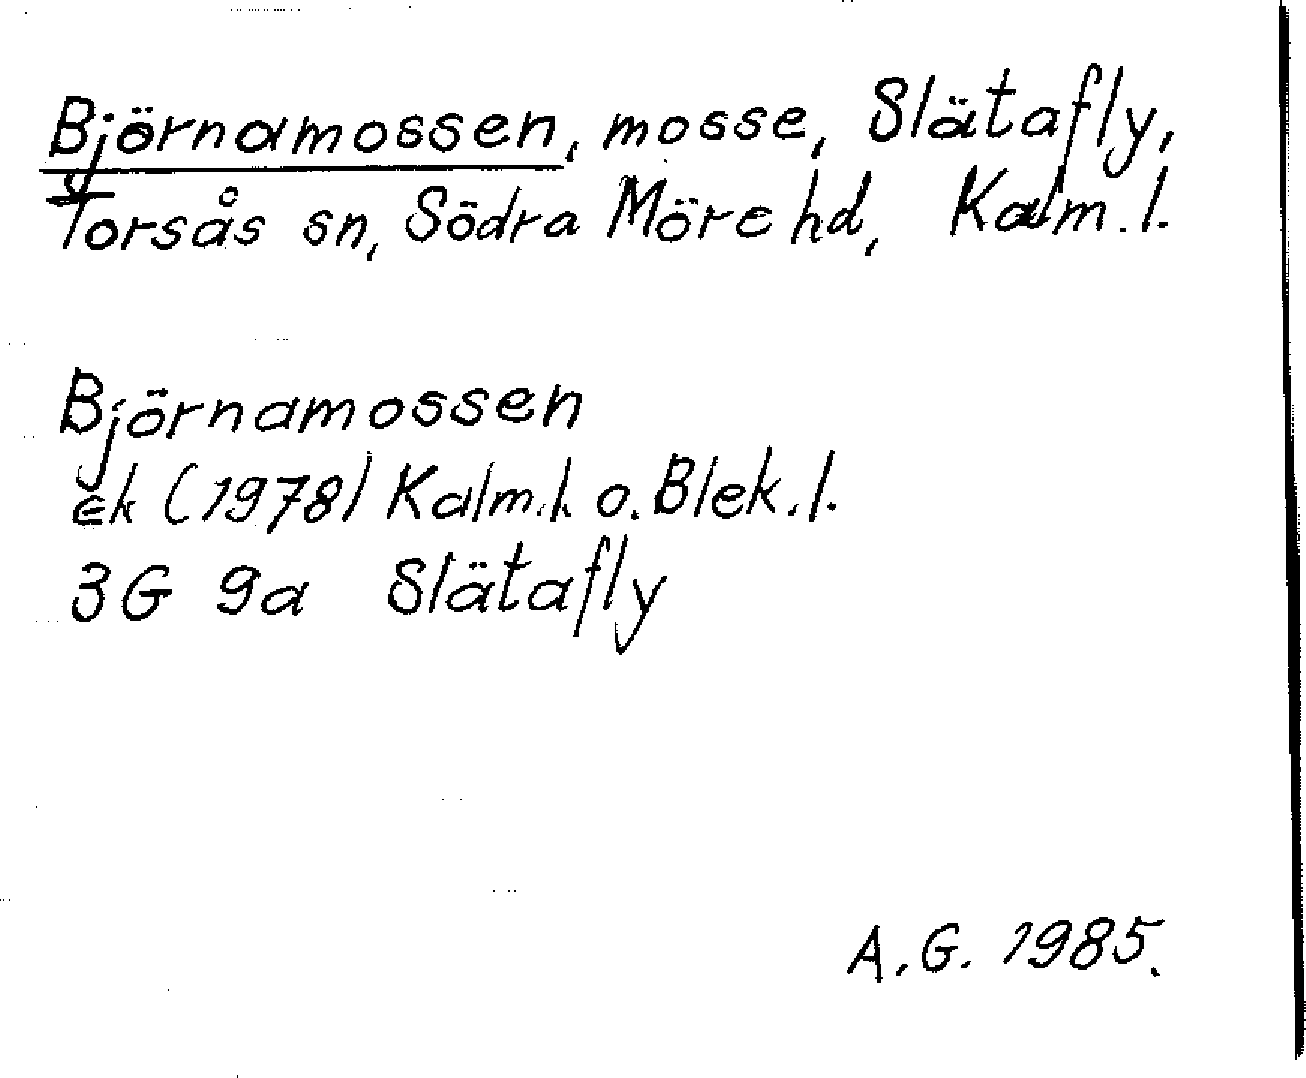 Björnamossen, mosse, Slätafly,
Torsås sn, Södra Möre hd, Kalm. l.
Björnamossen
Ek (1978) Kalm. l. o. Blek. l.
3G 9a Slätafly
A. G. 1985.